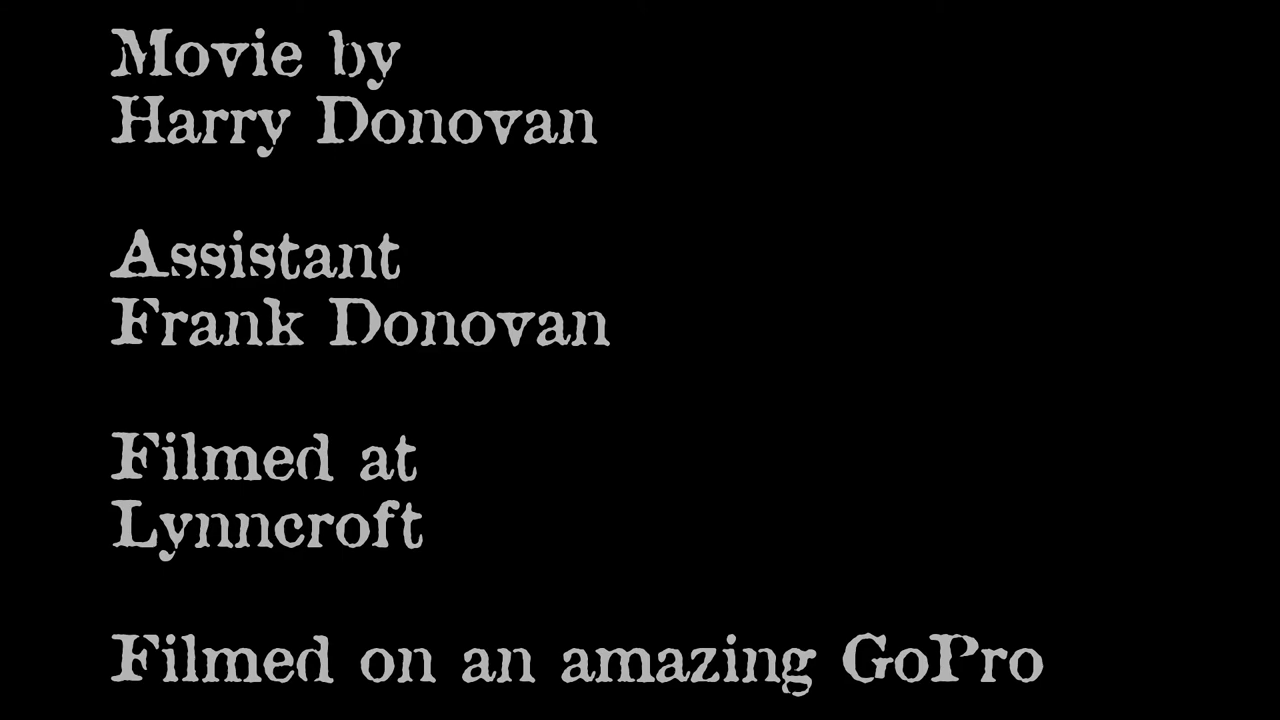 Movie by
Harry Donovan
Assistant
Frank Donovan
Filmed at
Lynncroft
Filmed on an amazing GoPro